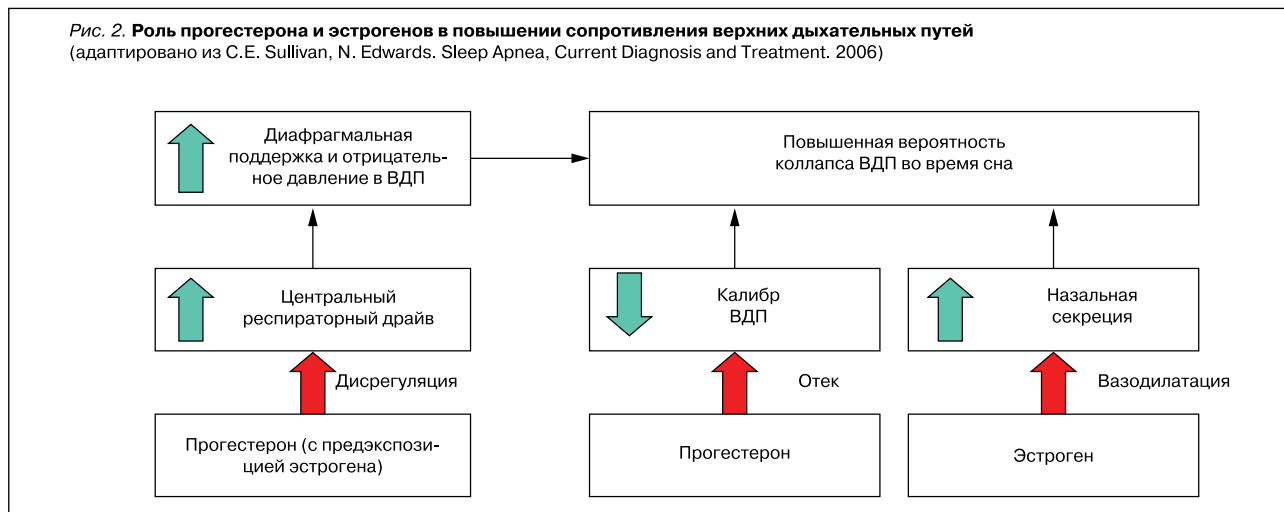 Рис. 2. Роль прогестерона и эстрогенов в повышении сопротивления верхних дыхательных путей
(адаптировано из C.E. Sullivan, N. Edwards. Sleep Apnea, Current Diagnosis and Treatment. 2006)
Диафрагмальная
поддержка и отрицатель-
ное давление в ВДП
Повышенная вероятность
коллапса ВДП во время сна
Центральный
респираторный драйв
Калибр
ВДП
Назальная
секреция
Дисрегуляция
Отек
Вазодилатация
Прогестерон (с предэкспози-
цией эстрогена)
Прогестерон
Эстроген